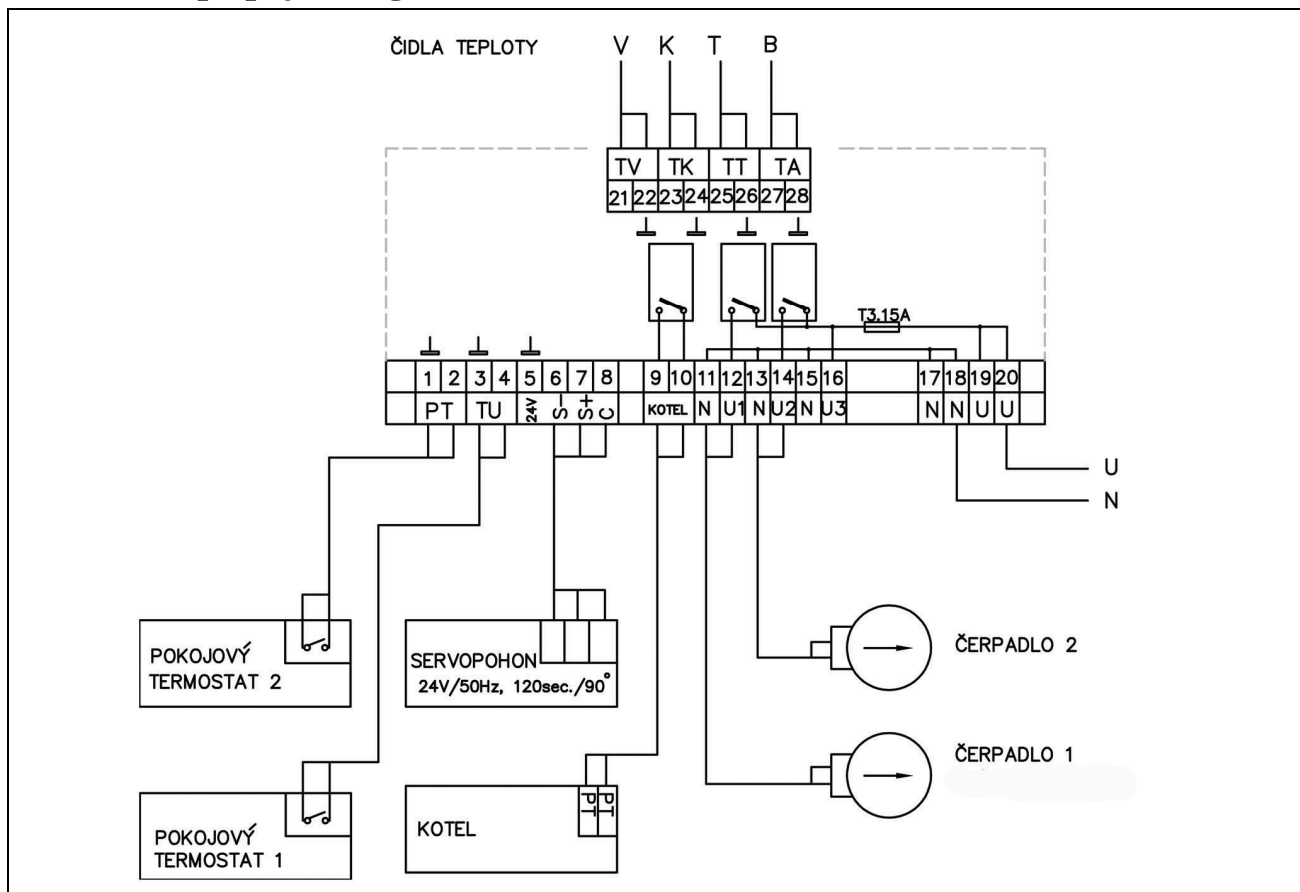 ČIDLA TEPLOTY V K T B
TV TK TT TA
21 22 23 24 25 26 27 28
T3.15A
1 2 3 4 5 6 7 8 9 10 11 12 13 14 15 16 17 18 19 20
PT TU 24V S- S+ C KOTEL N U1 N U2 N U3 N N U U
U
N
POKOJOVÝ
TERMOSTAT 2
SERVOPOHON
24V/50Hz, 120sec./90°
ČERPADLO 2
ČERPADLO 1
POKOJOVÝ
TERMOSTAT 1
KOTEL
PT PT